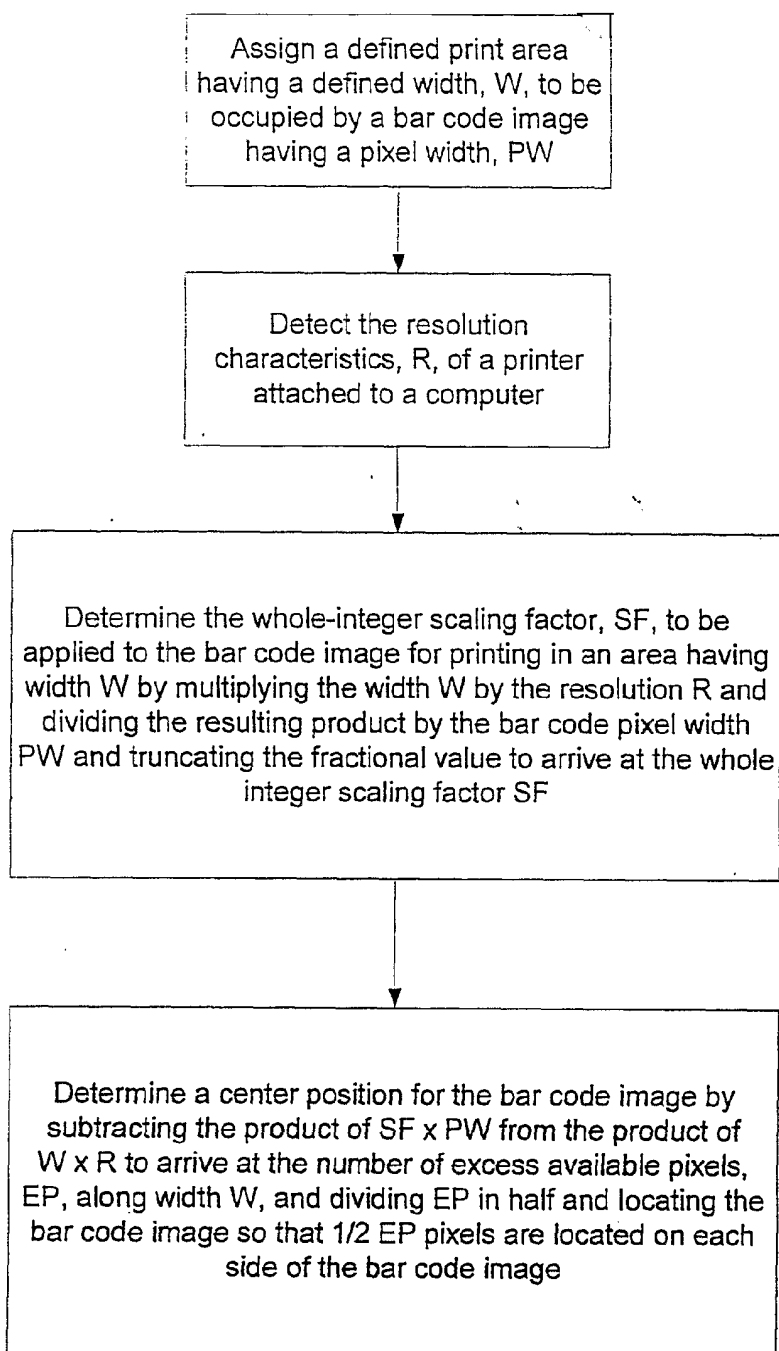 Assign a defined print area
having a defined width, W, to be
occupied by a bar code image
having a pixel width, PW
Detect the resolution
characteristics, R, of a printer
attached to a computer
Determine the whole-integer scaling factor, SF, to be
applied to the bar code image for printing in an area having
width W by multiplying the width W by the resolution R and
dividing the resulting product by the bar code pixel width
PW and truncating the fractional value to arrive at the whole
integer scaling factor SF
Determine a center position for the bar code image by
subtracting the product of SF x PW from the product of
W x R to arrive at the number of excess available pixels,
EP, along width W, and dividing EP in half and locating the
bar code image so that 1/2 EP pixels are located on each
side of the bar code image